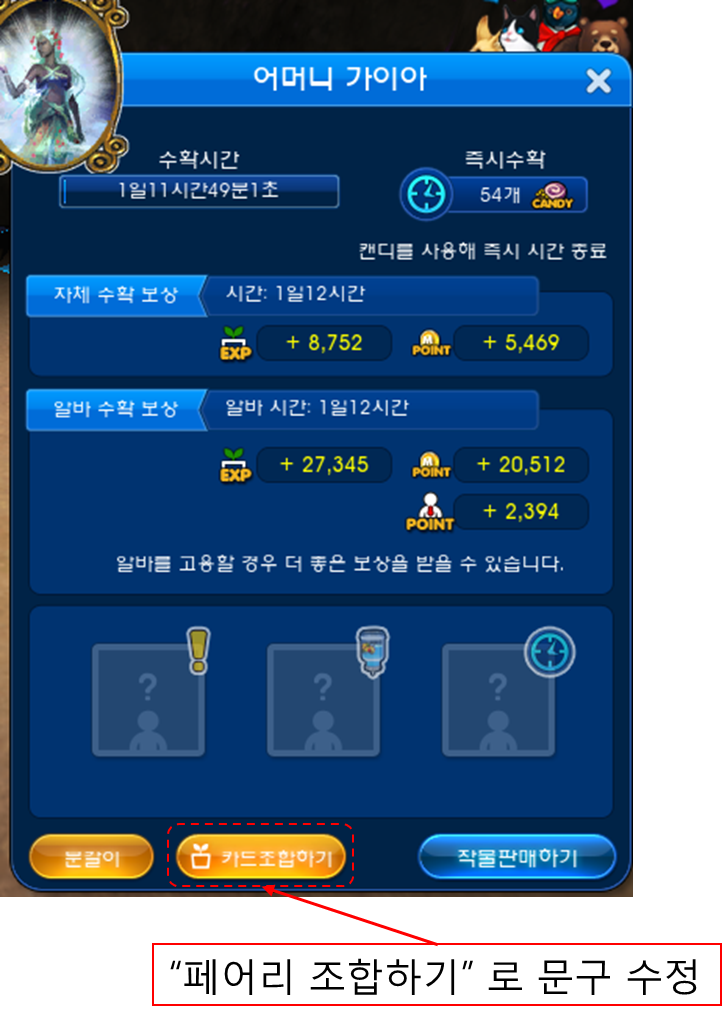 어머니 가이아
수확시간
즉시수확
1일11시간49분1초
54개 CANDY
캔디를 사용해 즉시 시간 종료
자체 수확 보상
시간: 1일12시간
EXP + 8,752
M POINT + 5,469
알바 수확 보상
알바 시간: 1일12시간
EXP + 27,345
M POINT + 20,512
POINT + 2,394
알바를 고용할 경우 더 좋은 보상을 받을 수 있습니다.
? ? ?
분갈이
카드조합하기
작물판매하기
“페어리 조합하기” 로 문구 수정